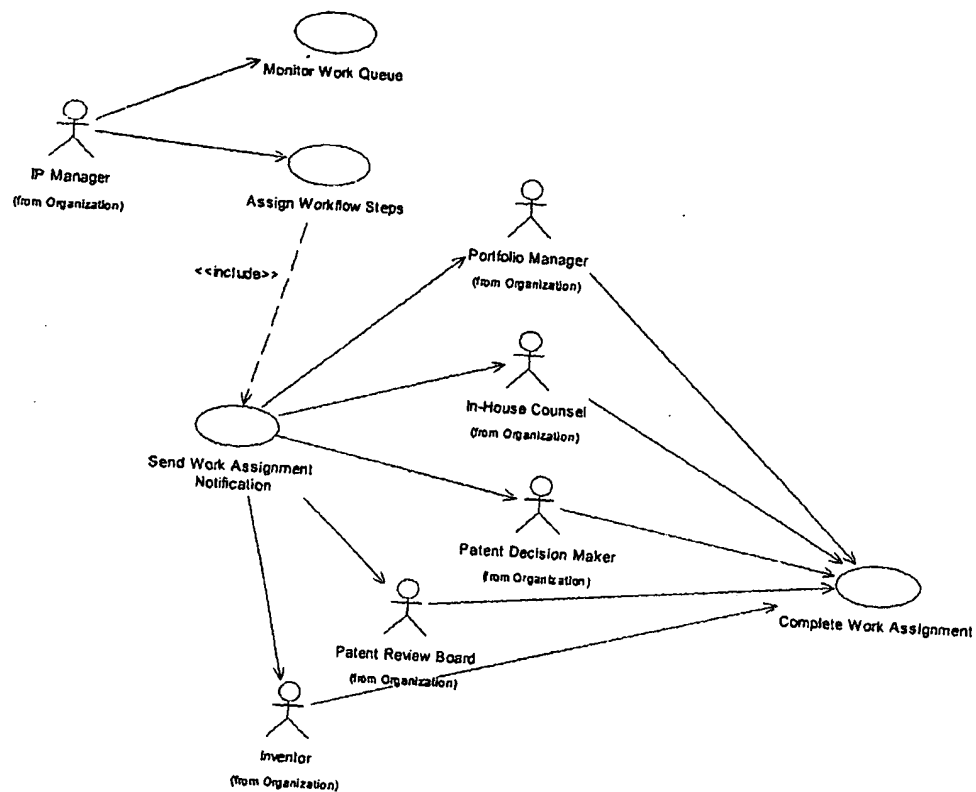 Monitor Work Queue
IP Manager
(from Organization)
Assign Workflow Steps
<<include>>
Portfolio Manager
(from Organization)
In-House Counsel
(from Organization)
Send Work Assignment
Notification
Patent Decision Maker
(from Organization)
Complete Work Assignment
Patent Review Board
(from Organization)
Inventor
(from Organization)